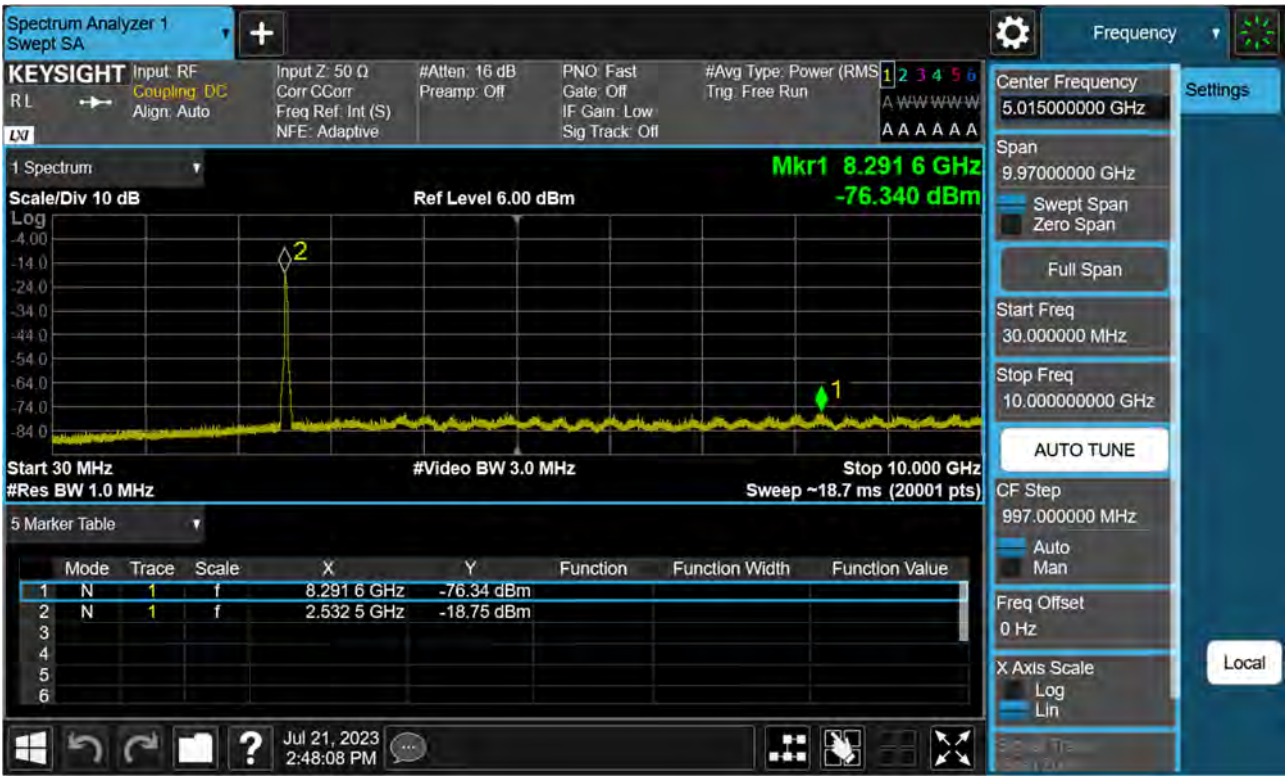 Spectrum Analyzer 1
Swept SA
Frequency
KEYSIGHT
RL
LXI
Input: RF
Coupling: DC
Align: Auto
Input Z: 50 Ω
Corr CCorr
Freq Ref: Int (S)
NFE: Adaptive
#Atten: 16 dB
Preamp: Off
PNO: Fast
Gate: Off
IF Gain: Low
Sig Track: Off
#Avg Type: Power (RMS
Trig: Free Run
1 2 3 4 5 6
A W W W W W
A A A A A A
1 Spectrum
Scale/Div 10 dB
Log
Ref Level 6.00 dBm
Mkr1 8.291 6 GHz
-76.340 dBm
-4.00
-14.0
-24.0
-34.0
-44.0
-54.0
-64.0
-74.0
-84.0
2
1
Start 30 MHz
#Video BW 3.0 MHz
Stop 10.000 GHz
#Res BW 1.0 MHz
Sweep ~18.7 ms (20001 pts)
5 Marker Table
Mode Trace Scale X Y Function Function Width Function Value
1 N 1 f 8.291 6 GHz -76.34 dBm
2 N 1 f 2.532 5 GHz -18.75 dBm
3
4
5
6
Jul 21, 2023
2:48:08 PM
Center Frequency
5.015000000 GHz
Settings
Span
9.97000000 GHz
Swept Span
Zero Span
Full Span
Start Freq
30.000000 MHz
Stop Freq
10.000000000 GHz
AUTO TUNE
CF Step
997.000000 MHz
Auto
Man
Freq Offset
0 Hz
X Axis Scale
Log
Lin
Local